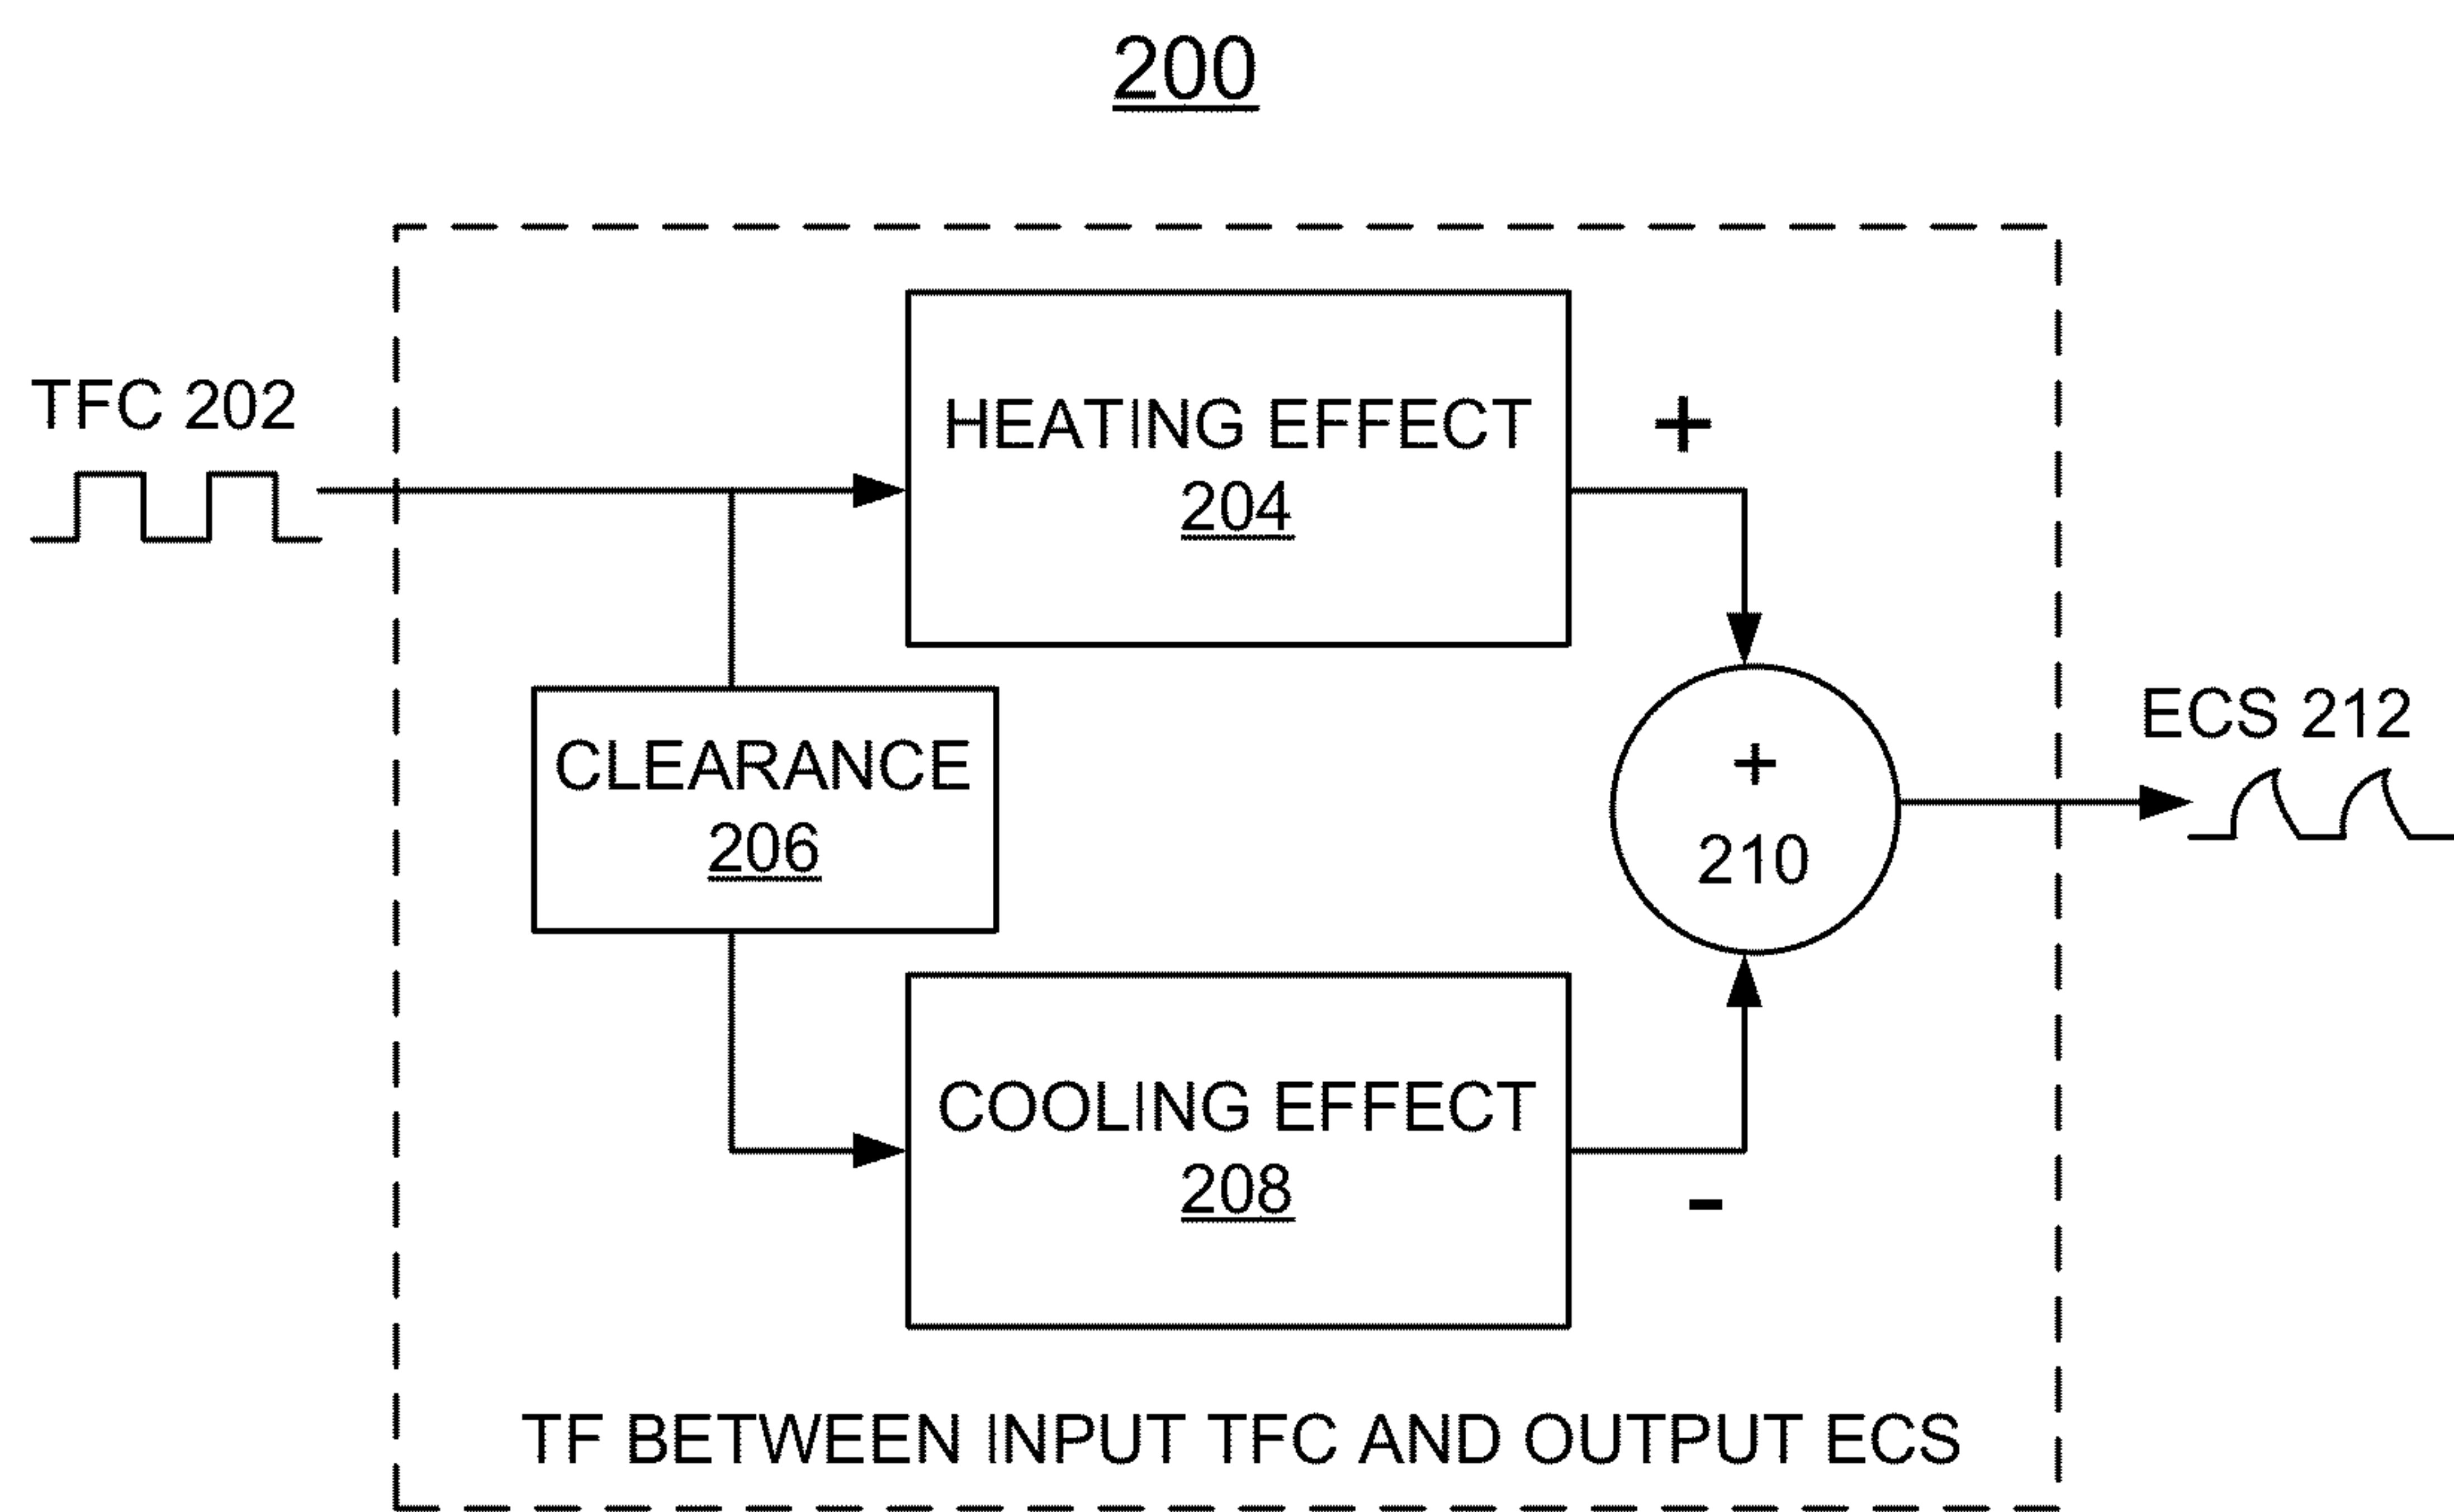 200
TFC 202
HEATING EFFECT
204
+
CLEARANCE
206
+
210
ECS 212
COOLING EFFECT
208
-
TF BETWEEN INPUT TFC AND OUTPUT ECS